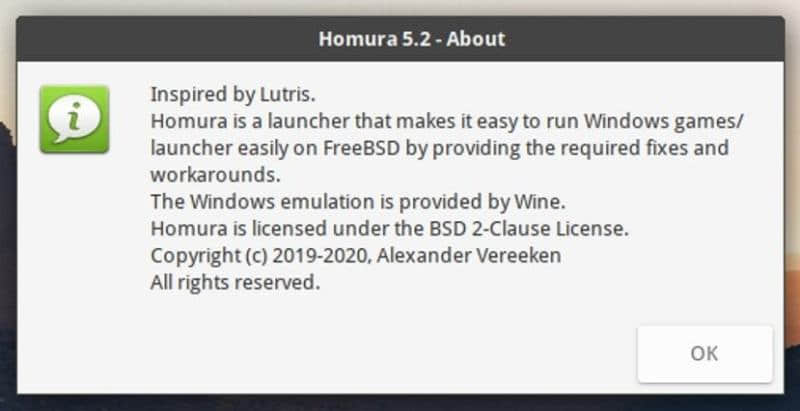 Homura 5.2 - About
Inspired by Lutris.
Homura is a launcher that makes it easy to run Windows games/
launcher easily on FreeBSD by providing the required fixes and
workarounds.
The Windows emulation is provided by Wine.
Homura is licensed under the BSD 2-Clause License.
Copyright (c) 2019-2020, Alexander Vereeken
All rights reserved.
OK